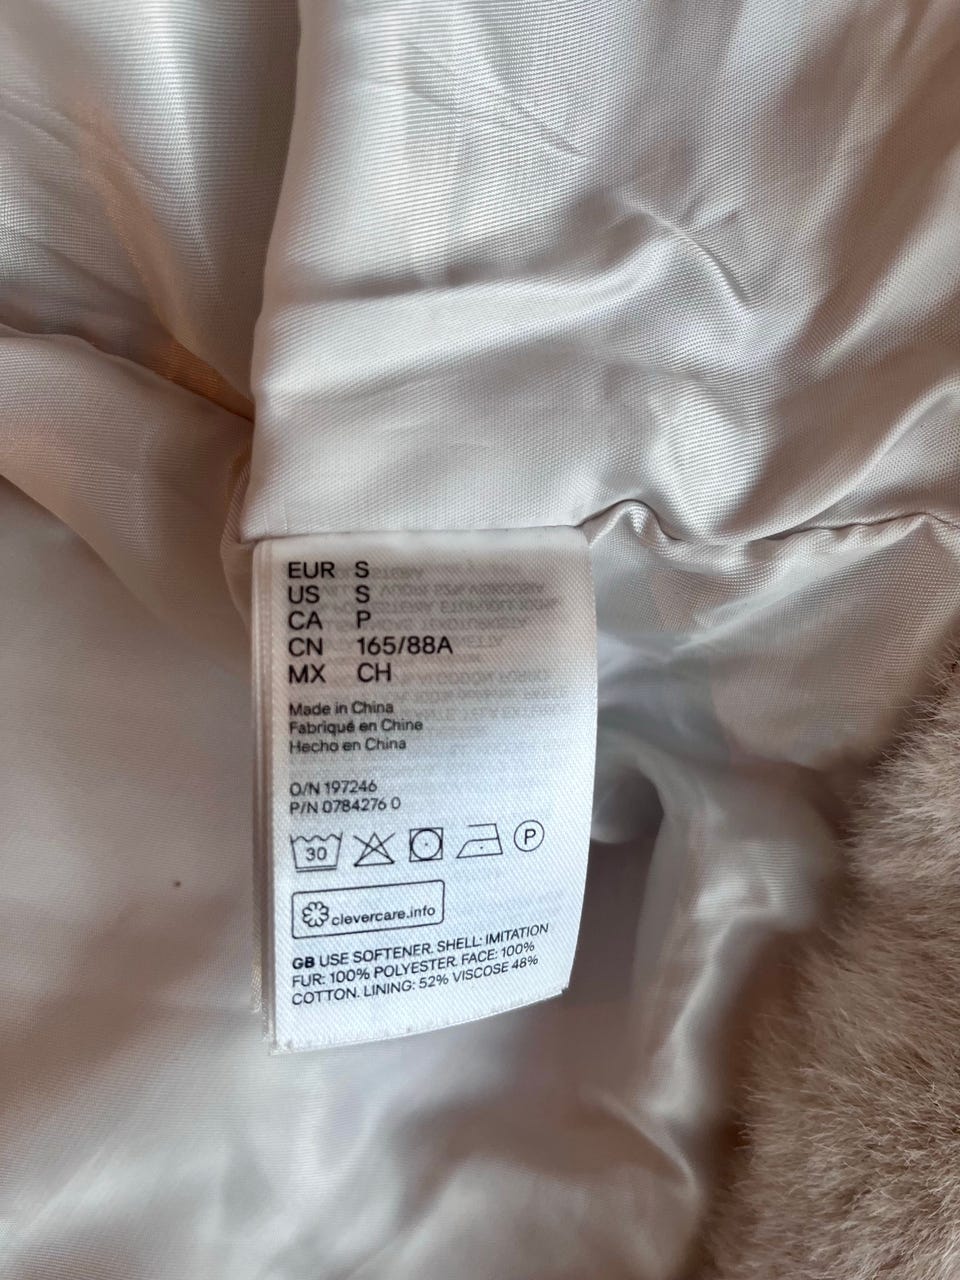 EUR S
US S
CA P
CN 165/88A
MX CH
Made in China
Fabriqué en Chine
Hecho en China
O/N 197246
P/N 0784276 0
30
P
clevercare.info
GB USE SOFTENER. SHELL: IMITATION
FUR: 100% POLYESTER. FACE: 100%
COTTON. LINING: 52% VISCOSE 48%